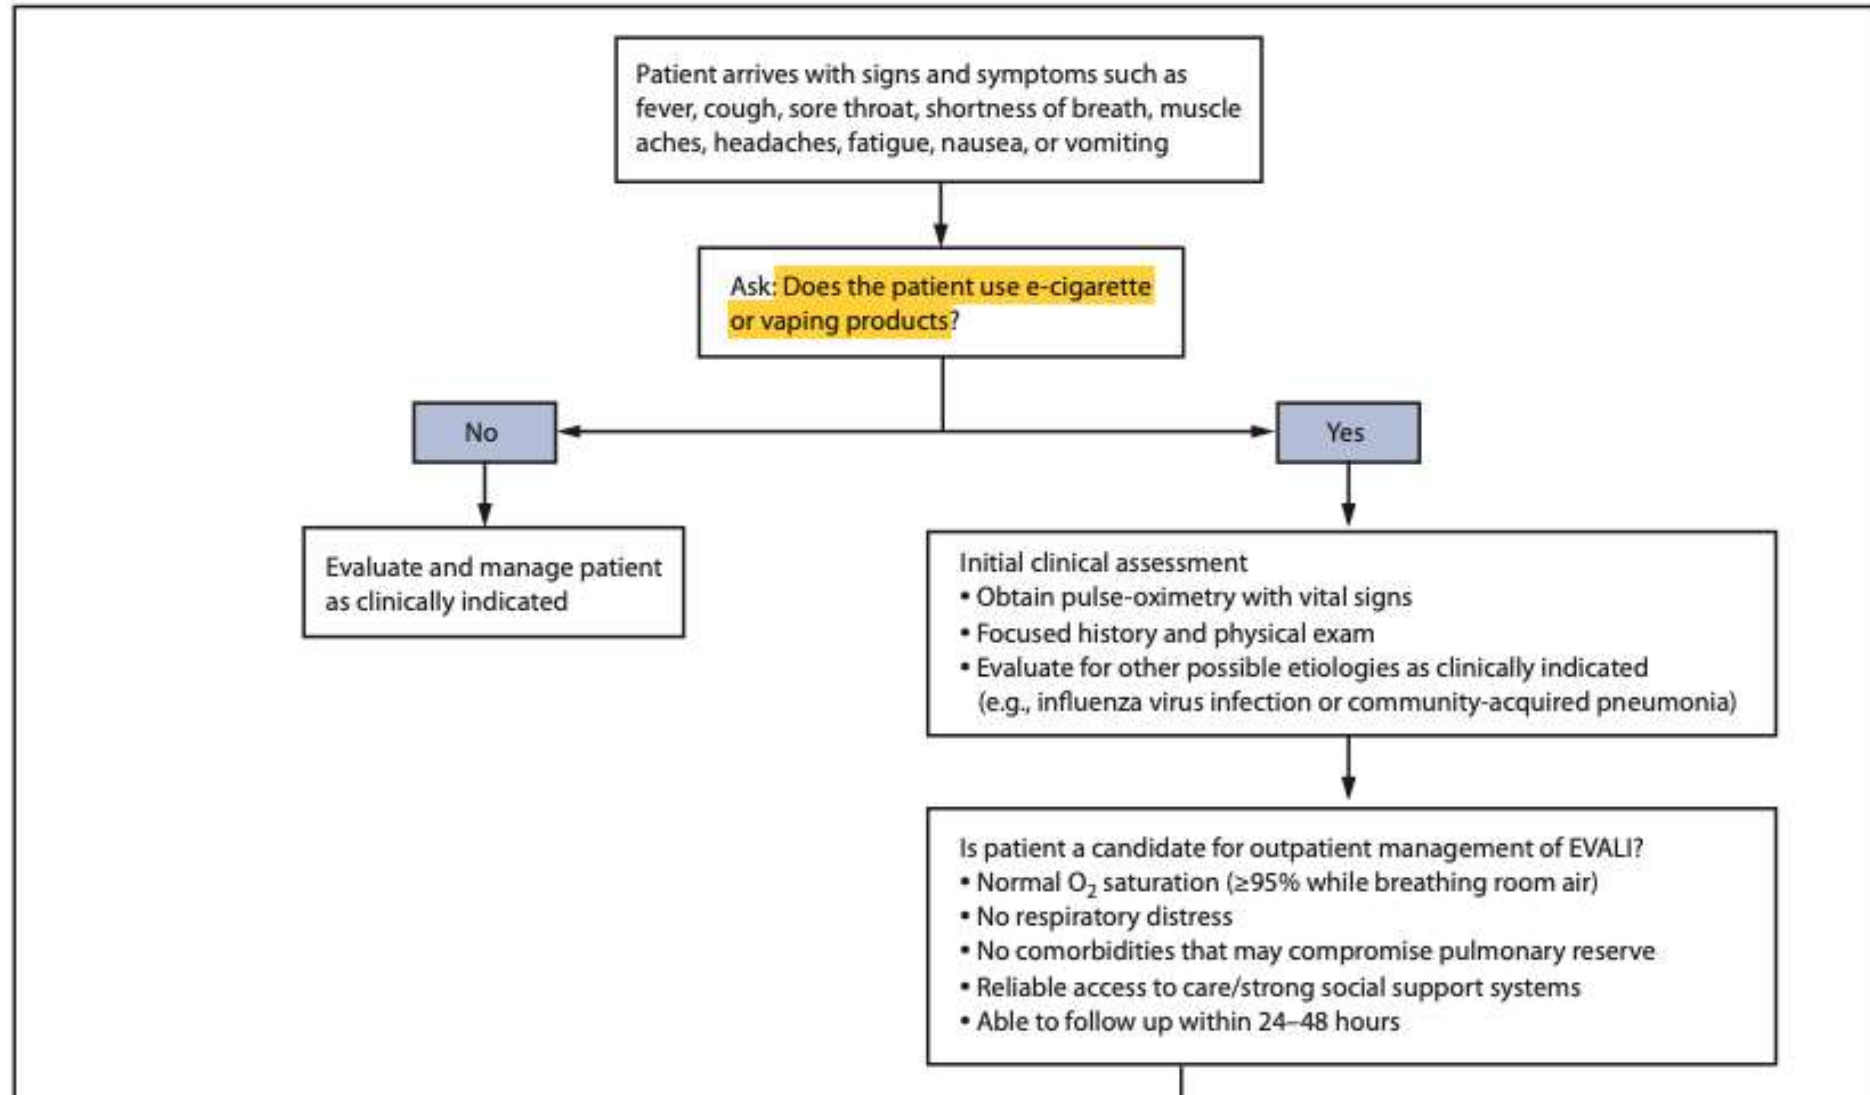 Patient arrives with signs and symptoms such as
fever, cough, sore throat, shortness of breath, muscle
aches, headaches, fatigue, nausea, or vomiting
Ask: Does the patient use e-cigarette
or vaping products?
No
Yes
Evaluate and manage patient
as clinically indicated
Initial clinical assessment
• Obtain pulse-oximetry with vital signs
• Focused history and physical exam
• Evaluate for other possible etiologies as clinically indicated
(e.g., influenza virus infection or community-acquired pneumonia)
Is patient a candidate for outpatient management of EVALI?
• Normal O₂ saturation (≥95% while breathing room air)
• No respiratory distress
• No comorbidities that may compromise pulmonary reserve
• Reliable access to care/strong social support systems
• Able to follow up within 24–48 hours